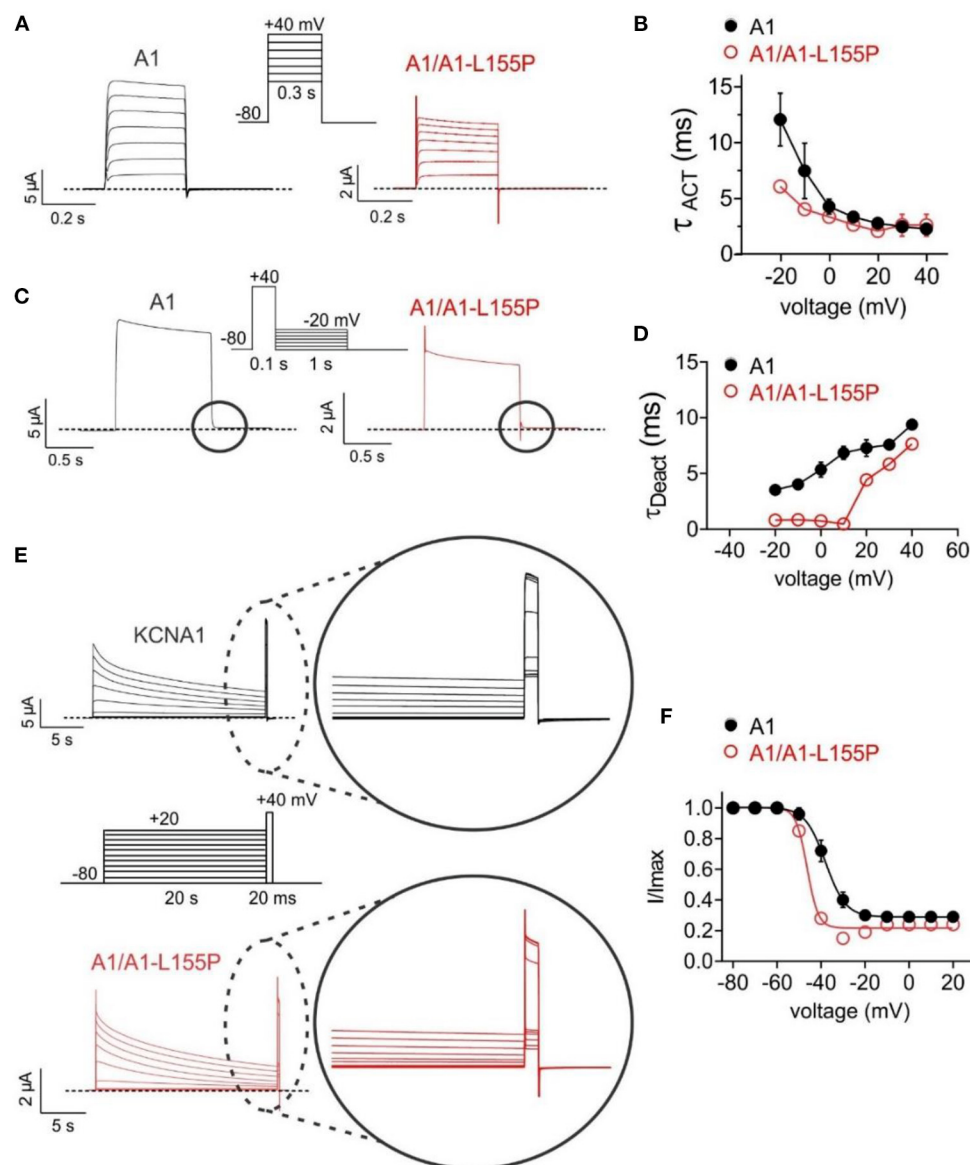 A
A1
+40 mV
-80
0.3 s
A1/A1-L155P
5 µA
0.2 s
2 µA
0.2 s
B
A1
A1/A1-L155P
τ ACT (ms)
15
10
5
0
-20 0 20 40
voltage (mV)
C
A1
+40
-20 mV
-80
0.1 s 1 s
A1/A1-L155P
5 µA
0.5 s
2 µA
0.5 s
D
A1
A1/A1-L155P
τDeact (ms)
15
10
5
0
-40 -20 0 20 40 60
voltage (mV)
E
KCNA1
5 µA
5 s
+40 mV
+20
-80
20 s 20 ms
A1/A1-L155P
2 µA
5 s
F
A1
A1/A1-L155P
I/Imax
1.0
0.8
0.6
0.4
0.2
0.0
-80 -60 -40 -20 0 20
voltage (mV)